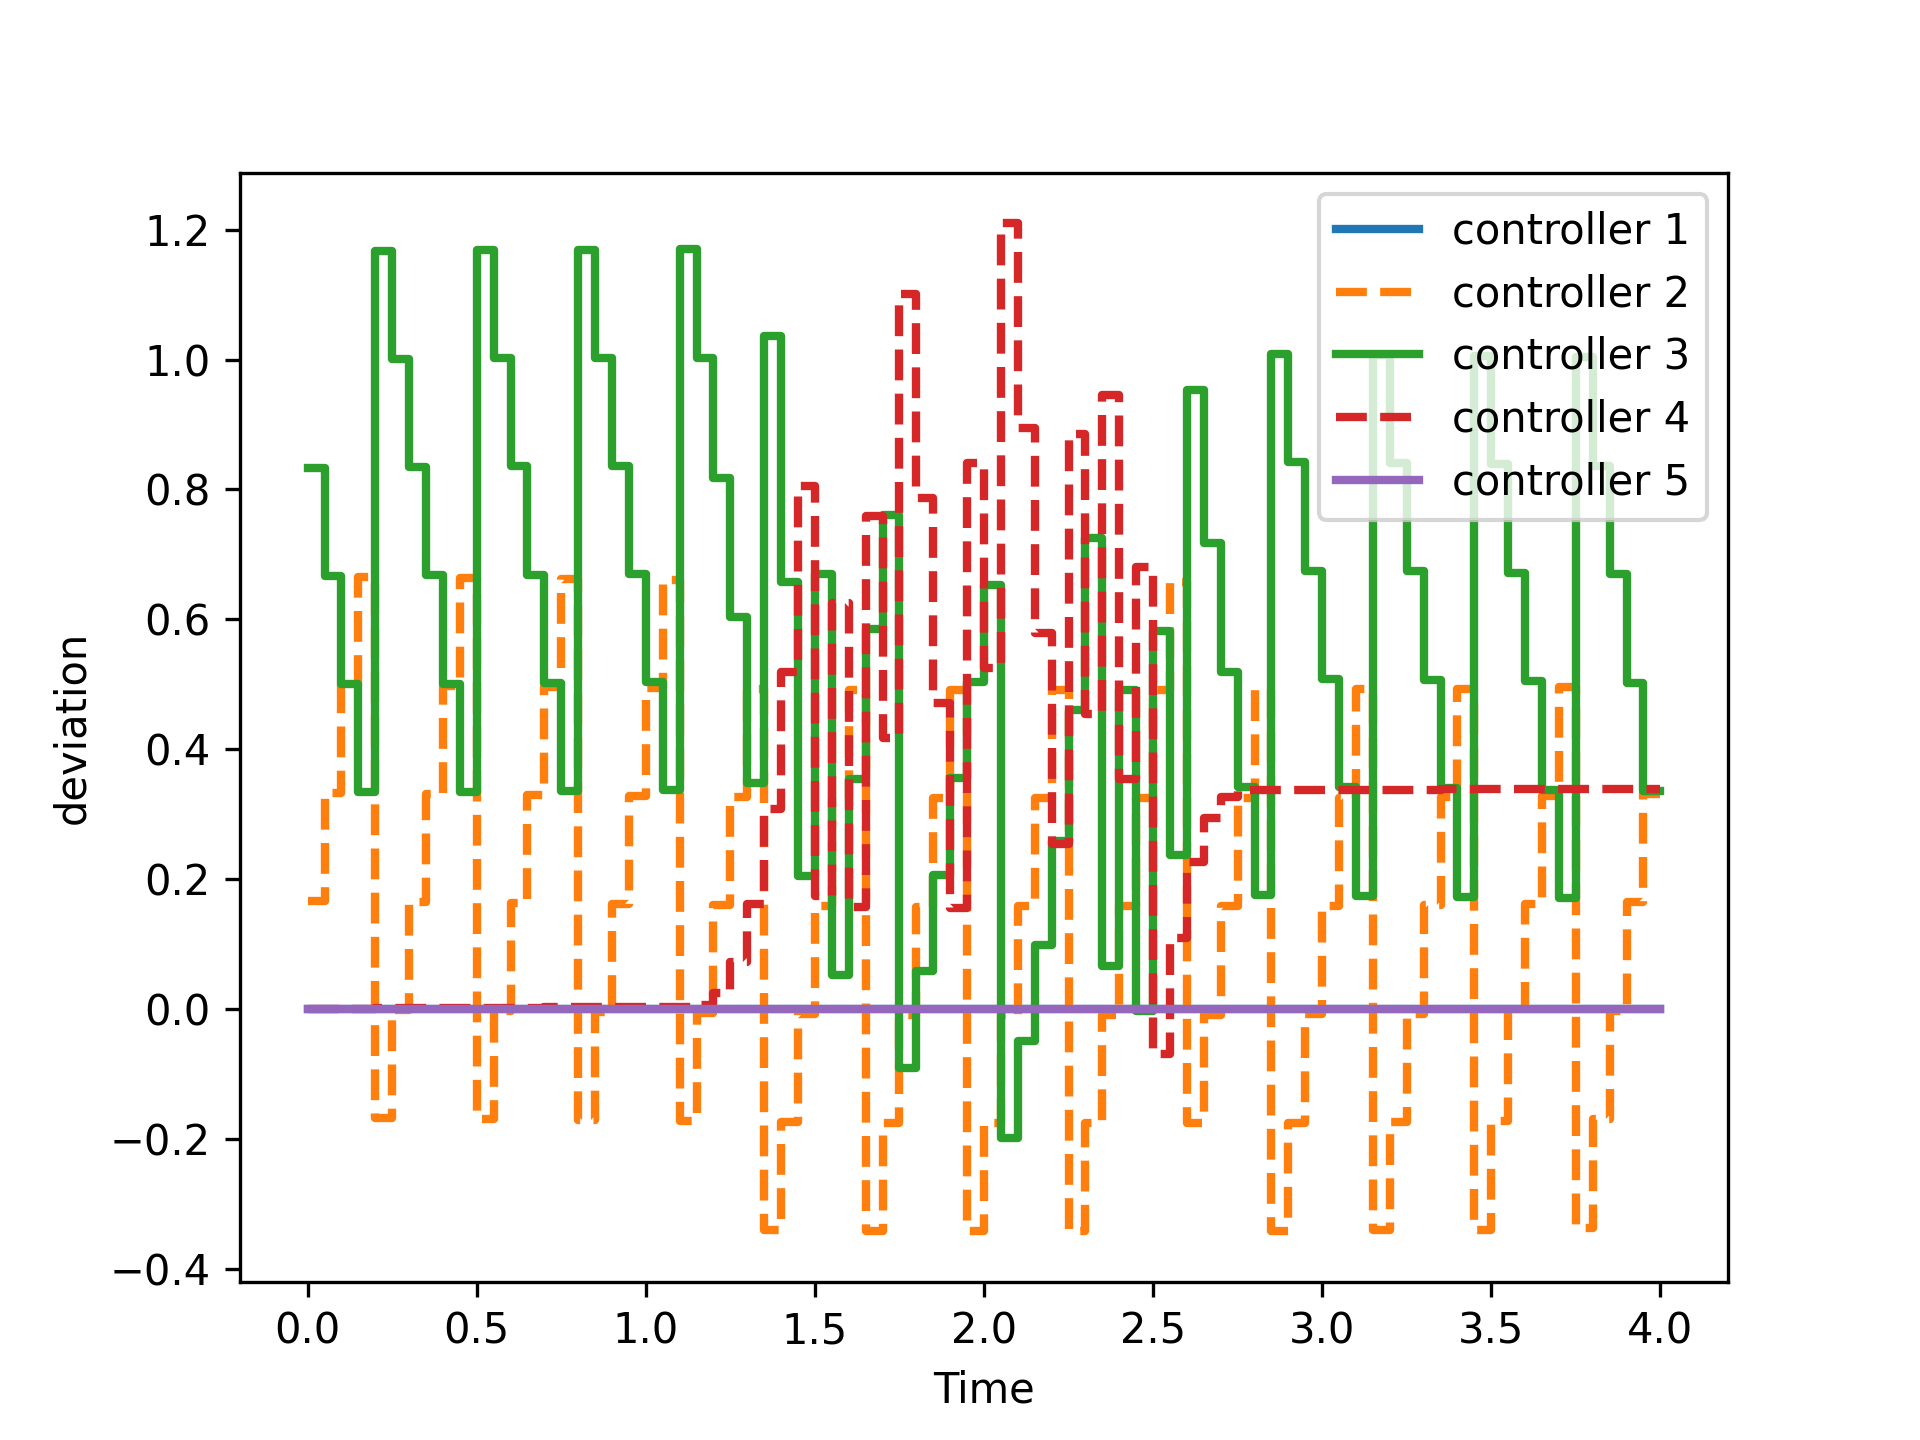 controller 1
controller 2
controller 3
controller 4
controller 5
1.2
1.0
0.8
0.6
0.4
0.2
0.0
−0.2
−0.4
deviation
0.0 0.5 1.0 1.5 2.0 2.5 3.0 3.5 4.0
Time